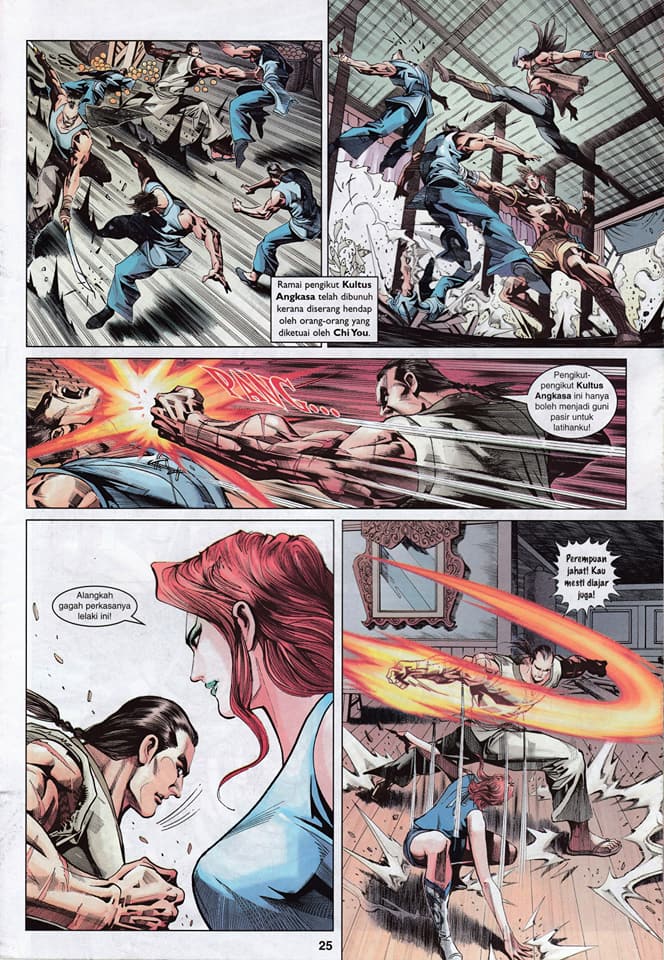 Ramai pengikut Kultus
Angkasa telah dibunuh
kerana diserang hendap
oleh orang-orang yang
diketuai oleh Chi You.
PANG...
Pengikut-
pengikut Kultus
Angkasa ini hanya
boleh menjadi guni
pasir untuk
latihanku!
Alangkah
gagah perkasanya
lelaki ini!
Perempuan
jahat! Kau
mesti diajar
juga!
25